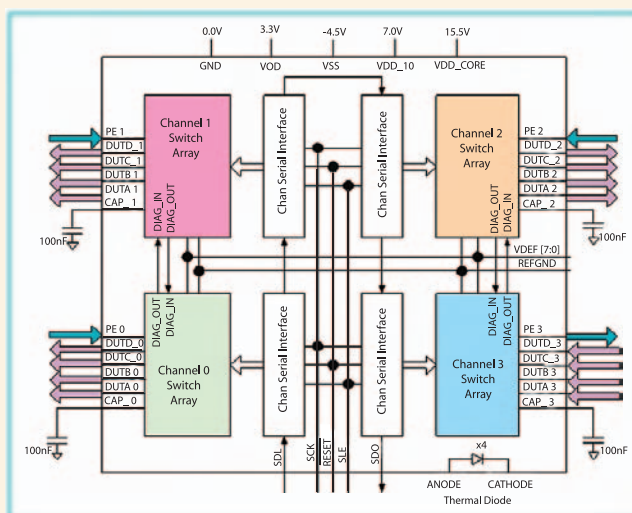 0.0V 3.3V -4.5V 7.0V 15.5V
GND VOD VSS VDD_10 VDD_CORE
PE 1
DUTD_1
DUTC_1
DUTB 1
DUTA 1
CAP_1
100nF
Channel 1
Switch
Array
DIAG_IN
DIAG_OUT
Chan Serial Interface
Chan Serial Interface
Channel 2
Switch
Array
DIAG_OUT
DIAG_IN
PE 2
DUTD_2
DUTC_2
DUTB 2
DUTA 2
CAP_2
100nF
VDEF [7:0]
REFGND
PE 0
DUTD_0
DUTC_0
DUTB 0
DUTA 0
CAP_0
100nF
DIAG_OUT
DIAG_IN
Channel 0
Switch
Array
Chan Serial Interface
Chan Serial Interface
DIAG_IN
DIAG_OUT
Channel 3
Switch
Array
PE 3
DUTD_3
DUTC_3
DUTB 3
DUTA 3
CAP_3
100nF
SDL
SCK
RESET
SLE
SDO
x4
ANODE CATHODE
Thermal Diode